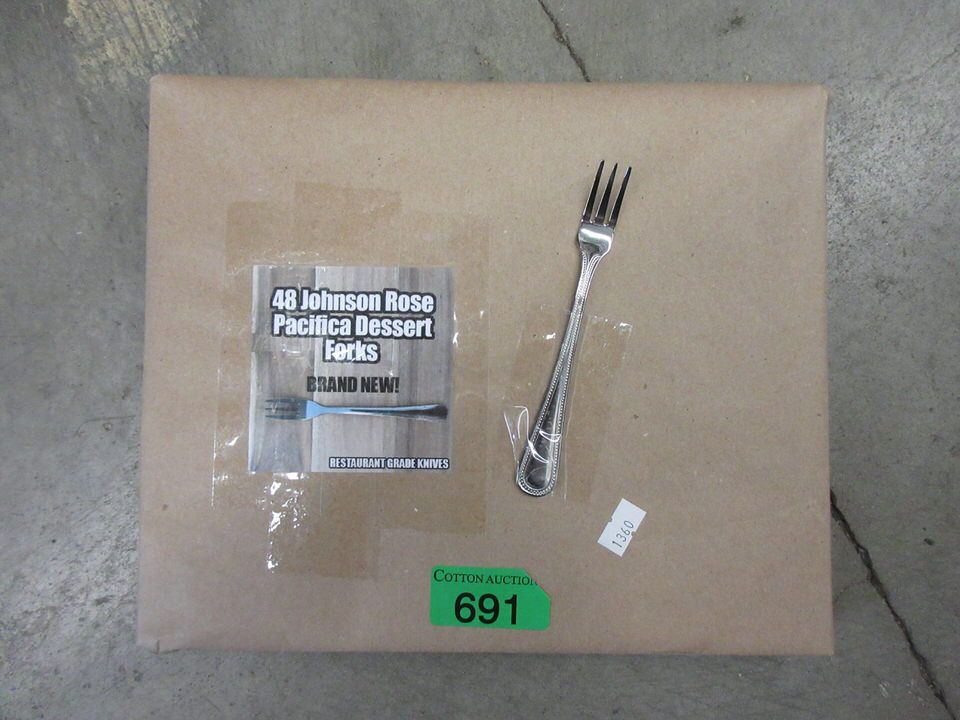 48 Johnson Rose
Pacifica Dessert
Forks
BRAND NEW!
RESTAURANT GRADE KNIVES
1360
COTTON AUCTION
691